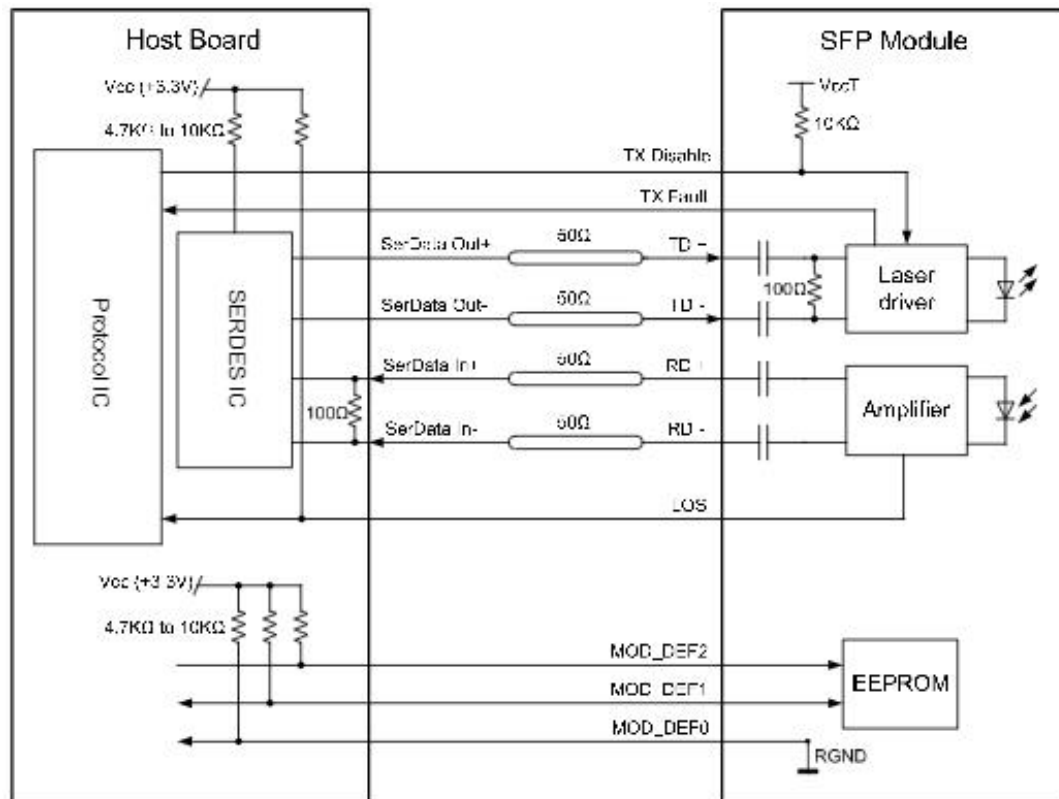 Host Board
SFP Module
Vcc (+3.3V)
4.7KΩ to 10KΩ
VccT
10KΩ
TX Disable
TX Fault
SerData Out+
50Ω
TD +
SerData Out-
50Ω
TD -
100Ω
Laser
driver
SerData In+
50Ω
RD +
100Ω
SerData In-
50Ω
RD -
Amplifier
Protocol IC
SERDES IC
LOS
Vcc (+3.3V)
4.7KΩ to 10KΩ
MOD_DEF2
MOD_DEF1
MOD_DEF0
EEPROM
RGND